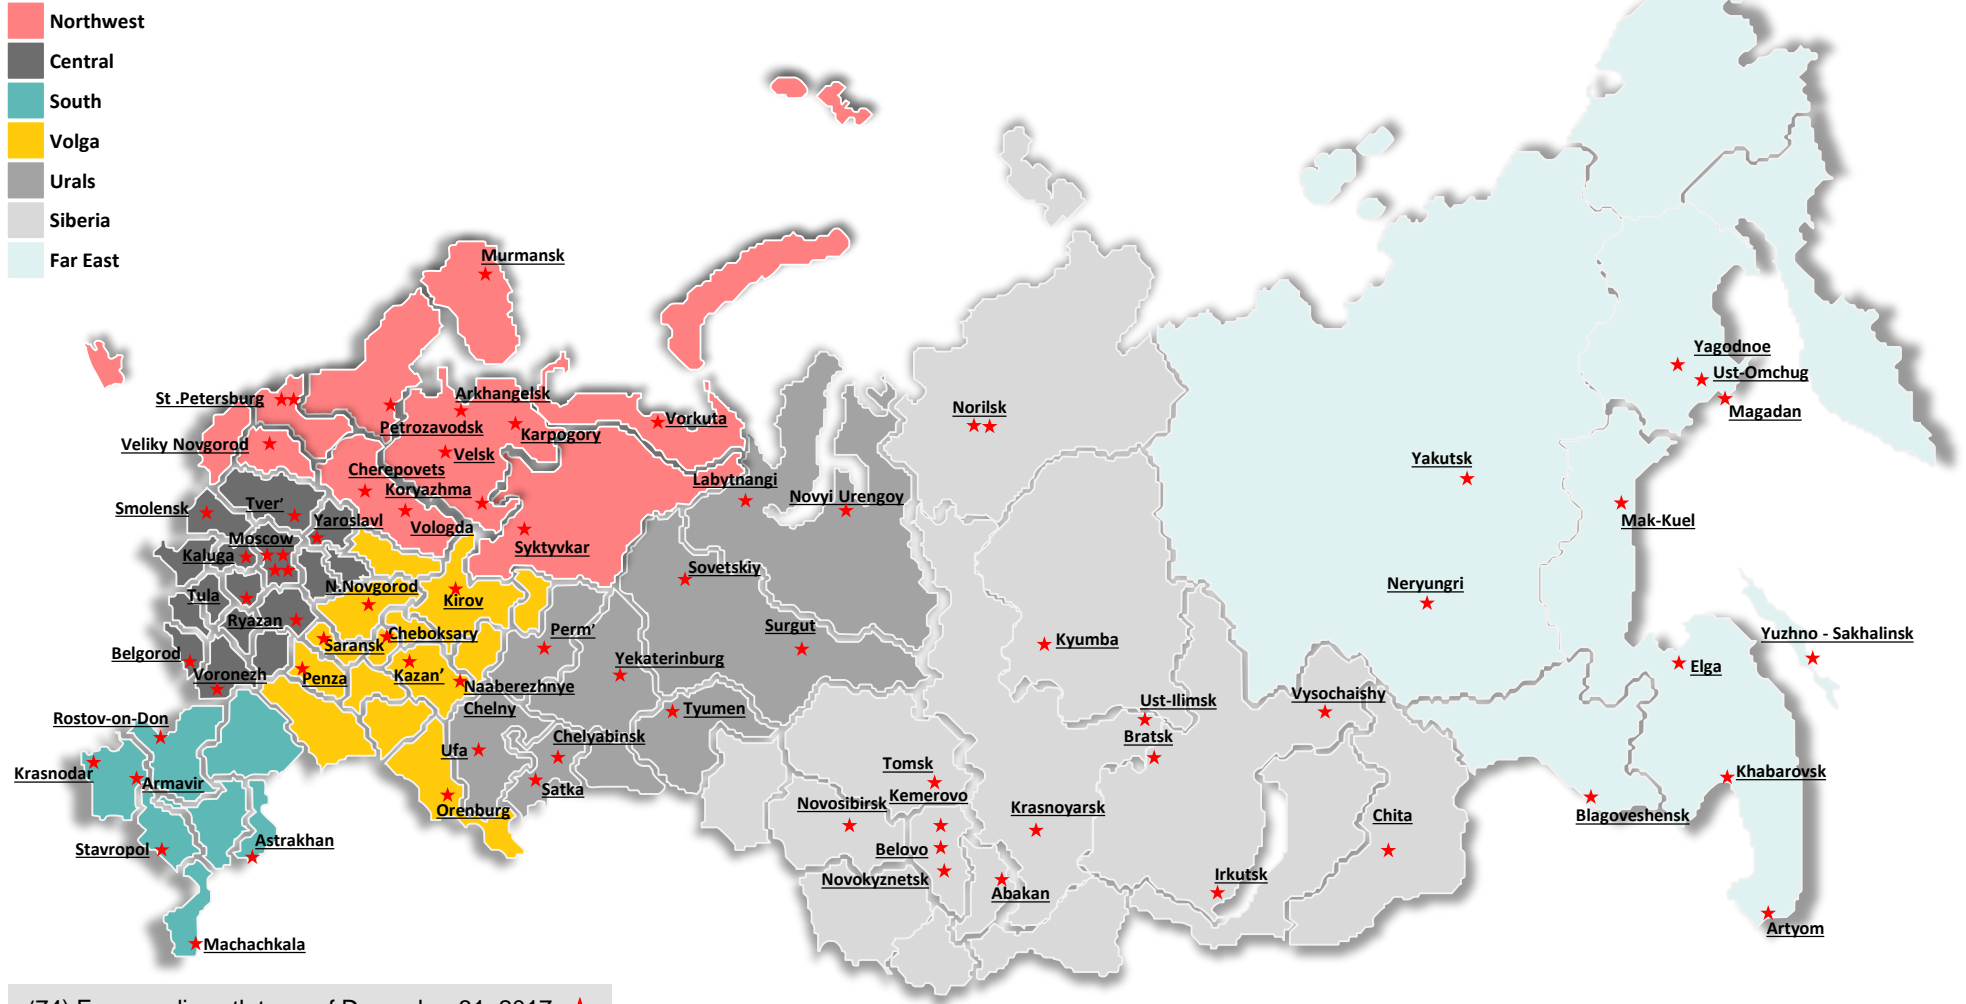 Northwest
Central
South
Volga
Urals
Siberia
Far East
Murmansk
St .Petersburg
Arkhangelsk
Petrozavodsk
Karpogory
Vorkuta
Veliky Novgorod
Velsk
Cherepovets
Koryazhma
Labytnangi
Novyi Urengoy
Norilsk
Smolensk
Tver’
Yaroslavl
Vologda
Moscow
Kaluga
Syktyvkar
Sovetskiy
Tula
N.Novgorod
Kirov
Ryazan
Cheboksary
Saransk
Perm’
Surgut
Belgorod
Voronezh
Penza
Kazan’
Yekaterinburg
Naaberezhnye
Chelny
Tyumen
Rostov-on-Don
Ufa
Chelyabinsk
Krasnodar
Armavir
Satka
Orenburg
Stavropol
Astrakhan
Machachkala
Tomsk
Kemerovo
Novosibirsk
Belovo
Novokyznetsk
Krasnoyarsk
Abakan
Kyumba
Ust-Ilimsk
Bratsk
Vysochaishy
Irkutsk
Chita
Yagodnoe
Ust-Omchug
Magadan
Yakutsk
Mak-Kuel
Neryungri
Yuzhno - Sakhalinsk
Elga
Khabarovsk
Blagoveshensk
Artyom